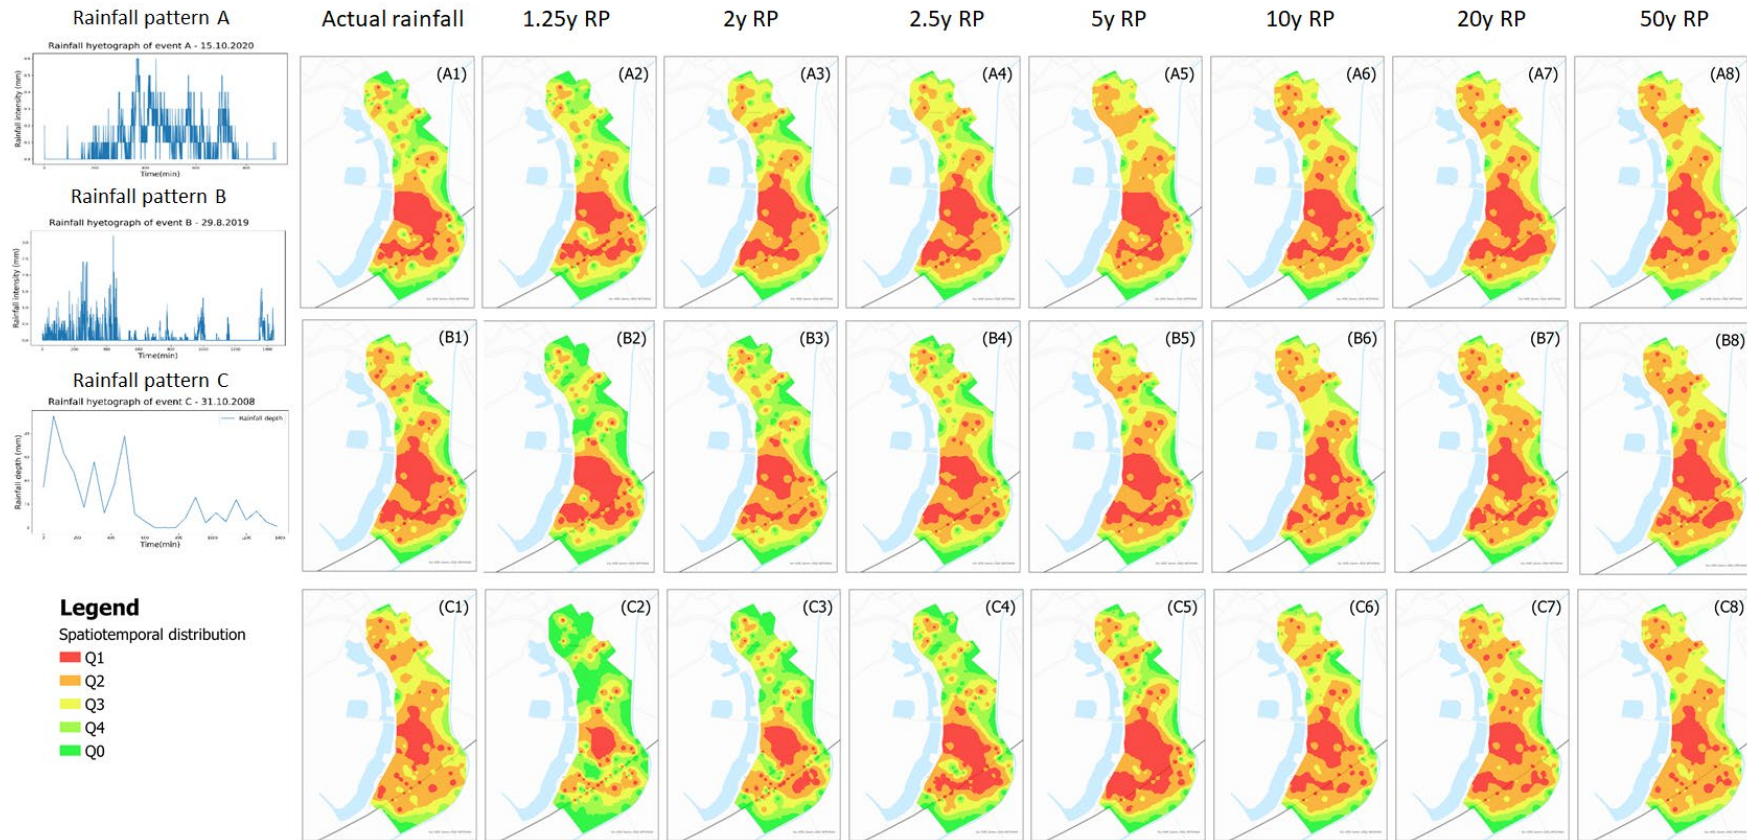 Rainfall pattern A
Actual rainfall
1.25y RP
2y RP
2.5y RP
5y RP
10y RP
20y RP
50y RP
Rainfall hyetograph of event A - 15.10.2020
Rainfall intensity (mm)
Time(min)
(A1)
(A2)
(A3)
(A4)
(A5)
(A6)
(A7)
(A8)
Rainfall pattern B
Rainfall hyetograph of event B - 29.8.2019
Rainfall intensity (mm)
Time(min)
(B1)
(B2)
(B3)
(B4)
(B5)
(B6)
(B7)
(B8)
Rainfall pattern C
Rainfall hyetograph of event C - 31.10.2008
Rainfall depth
Rainfall depth (mm)
Time(min)
Legend
Spatiotemporal distribution
Q1
Q2
Q3
Q4
Q0
(C1)
(C2)
(C3)
(C4)
(C5)
(C6)
(C7)
(C8)